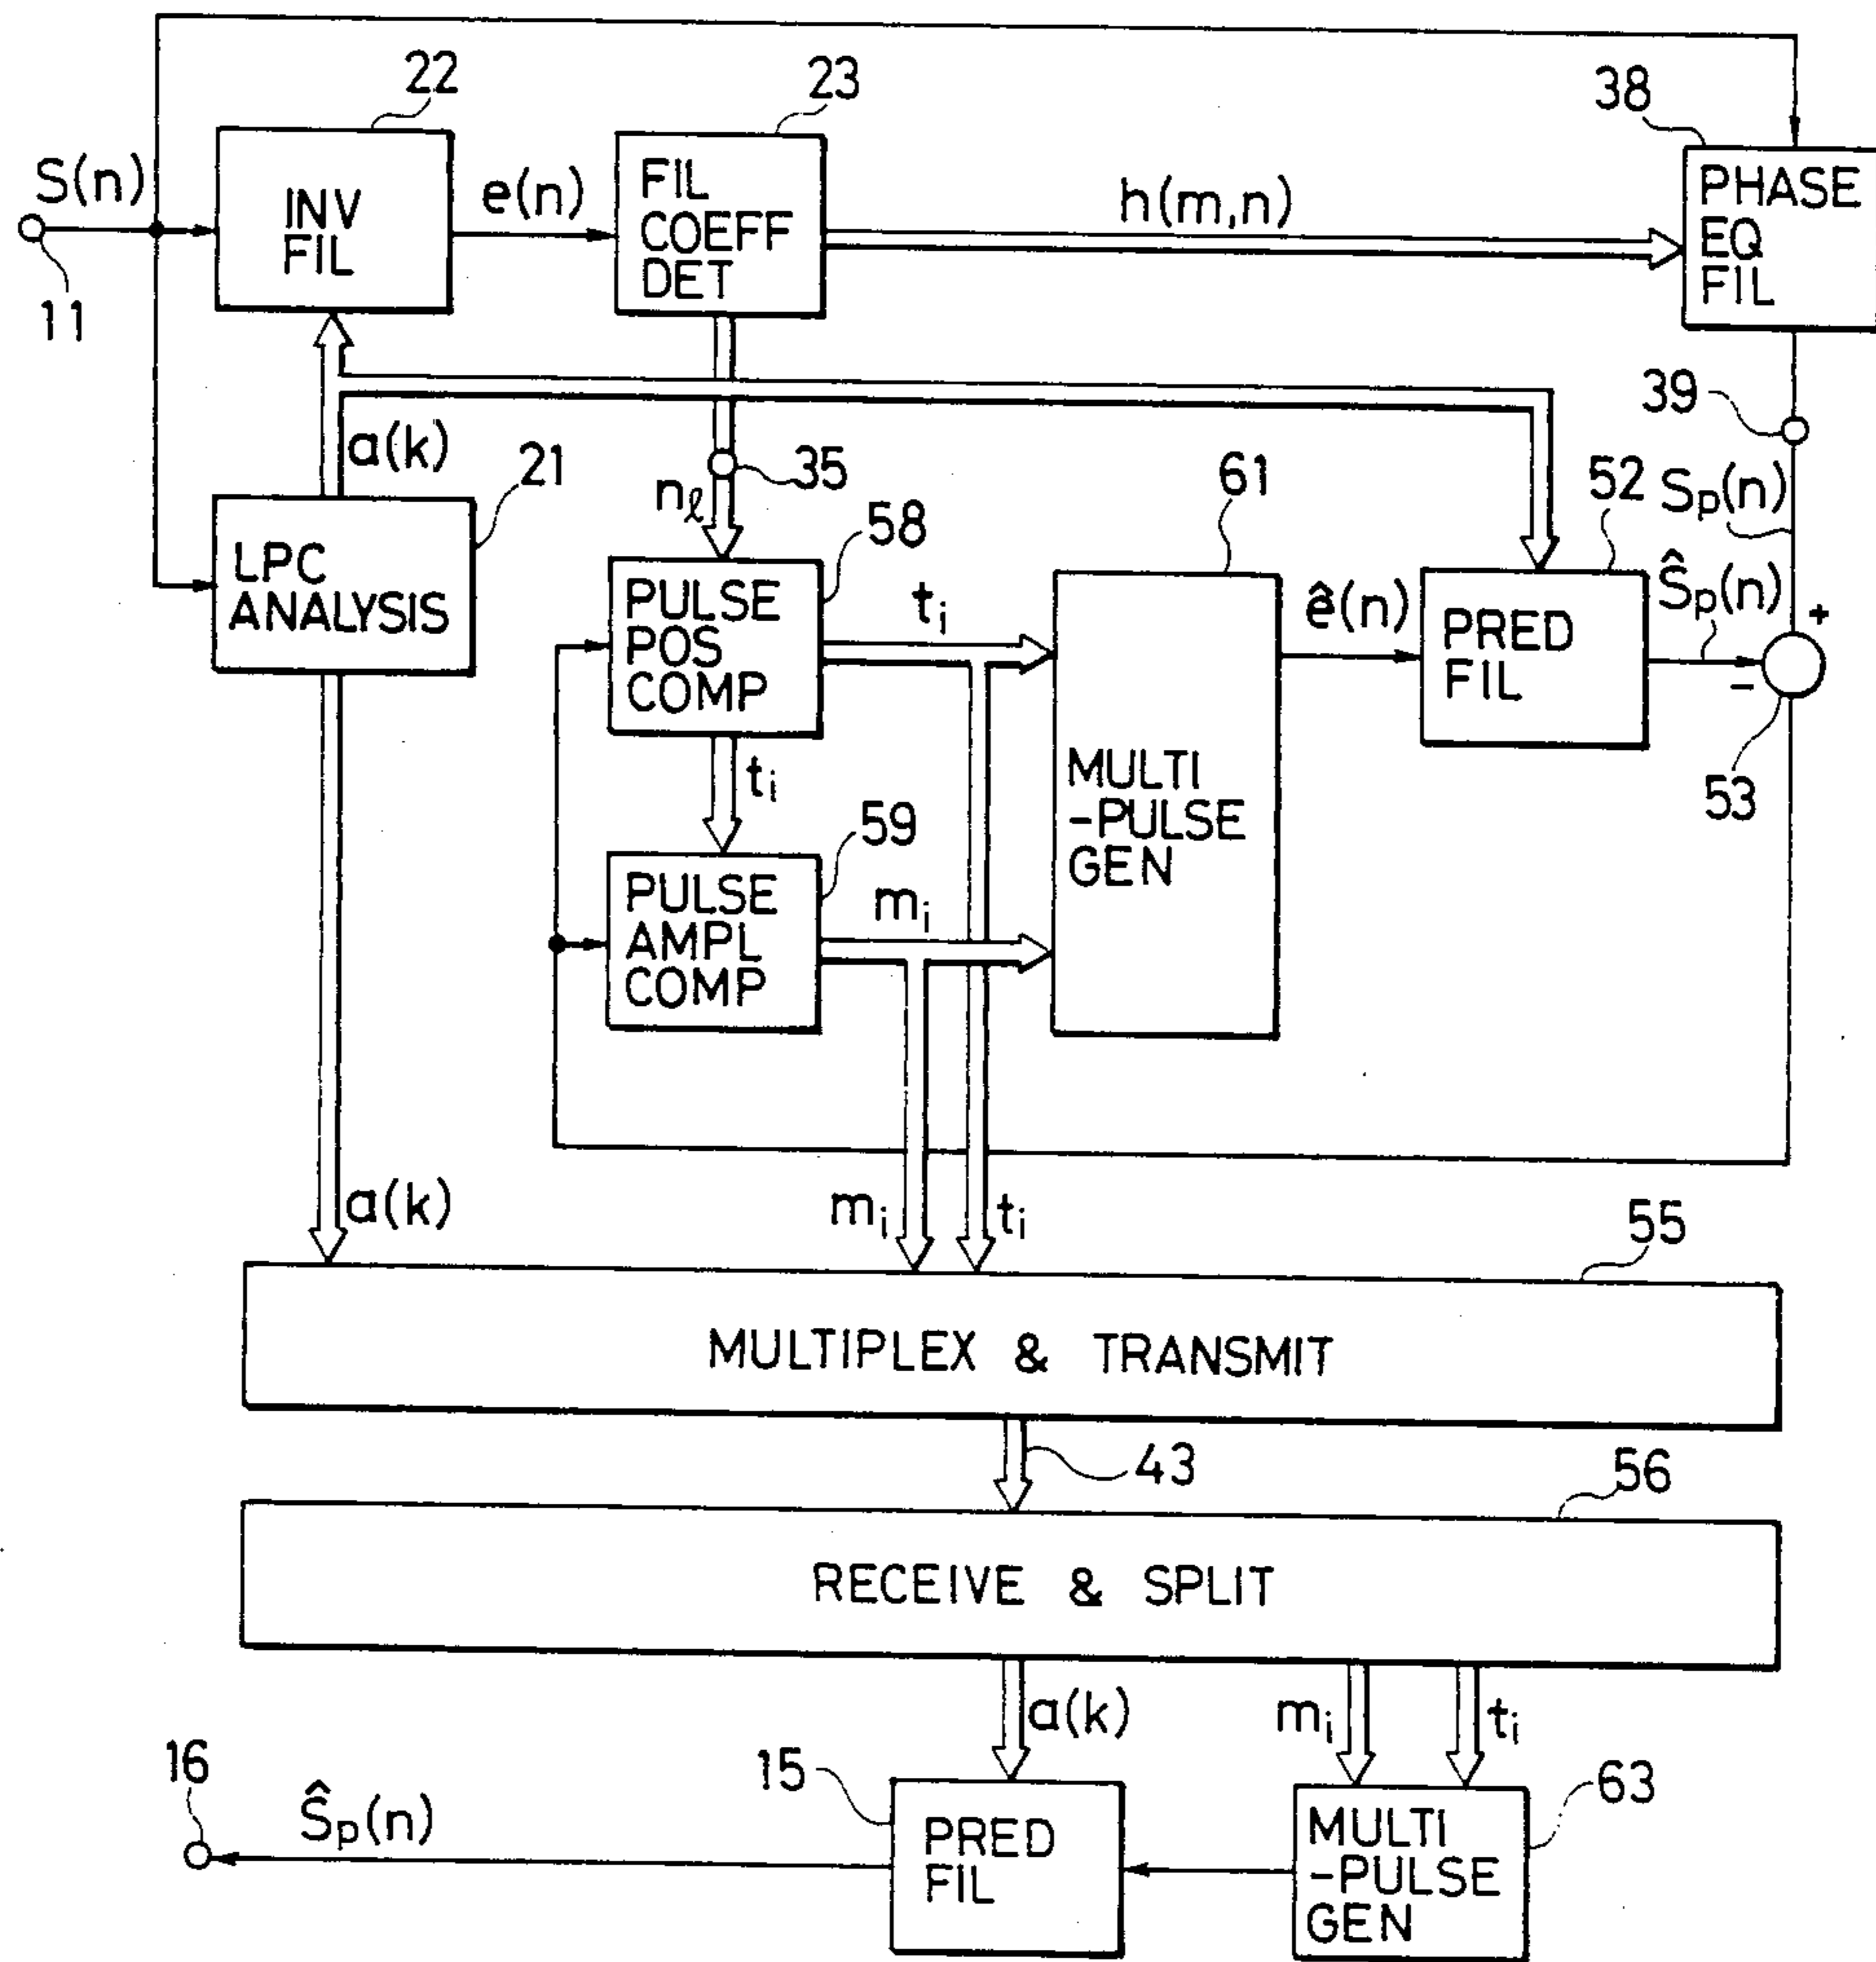 22
23
38
S(n)
INV
FIL
e(n)
FIL
COEFF
DET
h(m,n)
PHASE
EQ
FIL
11
39
a(k)
21
35
nℓ
58
61
52
Sp(n)
LPC
ANALYSIS
PULSE
POS
COMP
ti
ê(n)
PRED
FIL
Ŝp(n)
+
-
53
ti
MULTI
-PULSE
GEN
59
PULSE
AMPL
COMP
mi
a(k)
mi
ti
55
MULTIPLEX & TRANSMIT
43
56
RECEIVE & SPLIT
a(k)
mi
ti
16
Ŝp(n)
15
PRED
FIL
63
MULTI
-PULSE
GEN